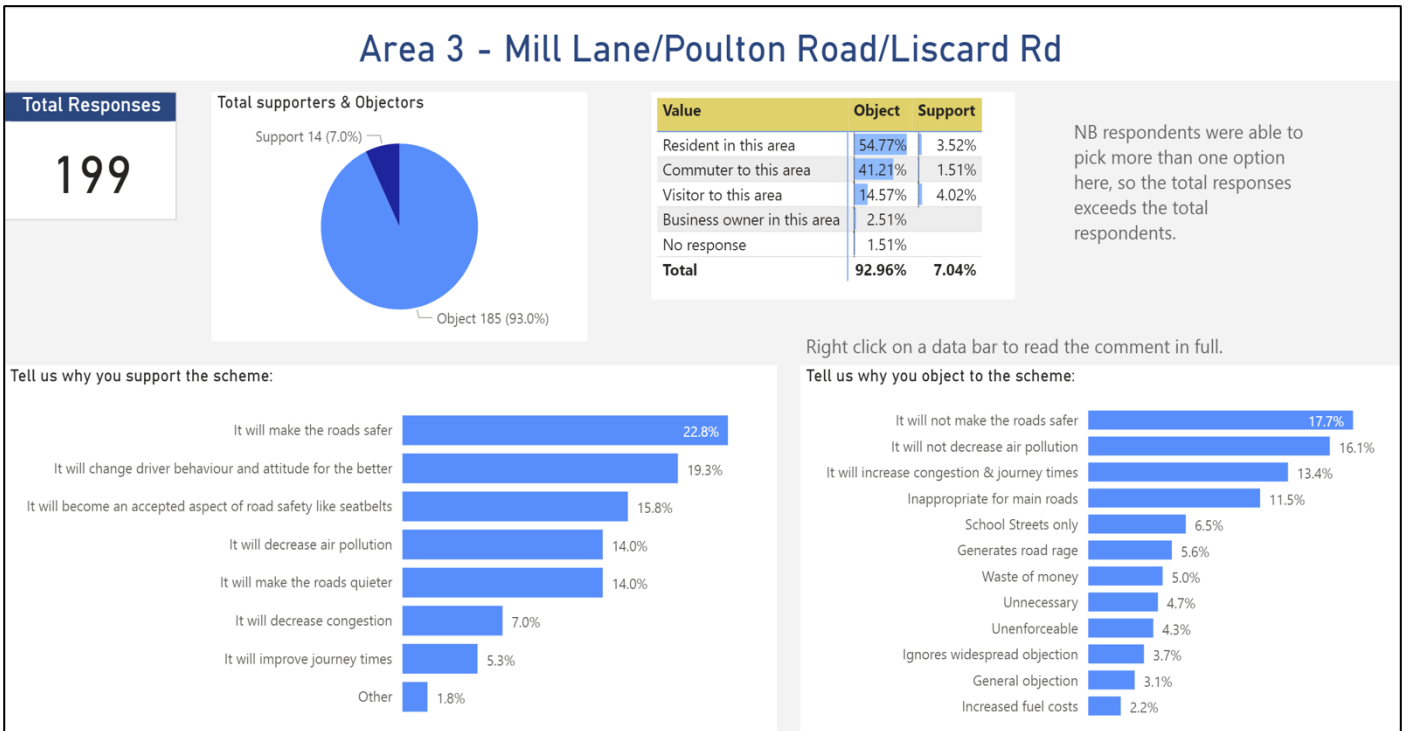 Area 3 - Mill Lane/Poulton Road/Liscard Rd
Total Responses
199
Total supporters & Objectors
Support 14 (7.0%)
Object 185 (93.0%)
Value Object Support
Resident in this area 54.77% 3.52%
Commuter to this area 41.21% 1.51%
Visitor to this area 14.57% 4.02%
Business owner in this area 2.51%
No response 1.51%
Total 92.96% 7.04%
NB respondents were able to
pick more than one option
here, so the total responses
exceeds the total
respondents.
Right click on a data bar to read the comment in full.
Tell us why you support the scheme:
It will make the roads safer 22.8%
It will change driver behaviour and attitude for the better 19.3%
It will become an accepted aspect of road safety like seatbelts 15.8%
It will decrease air pollution 14.0%
It will make the roads quieter 14.0%
It will decrease congestion 7.0%
It will improve journey times 5.3%
Other 1.8%
Tell us why you object to the scheme:
It will not make the roads safer 17.7%
It will not decrease air pollution 16.1%
It will increase congestion & journey times 13.4%
Inappropriate for main roads 11.5%
School Streets only 6.5%
Generates road rage 5.6%
Waste of money 5.0%
Unnecessary 4.7%
Unenforceable 4.3%
Ignores widespread objection 3.7%
General objection 3.1%
Increased fuel costs 2.2%